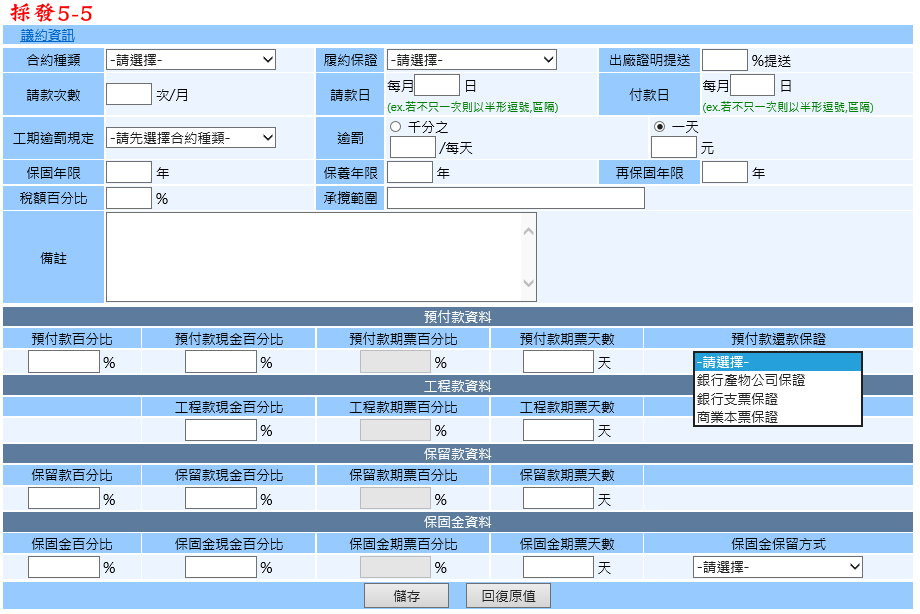 採發5-5
議約資訊
合約種類 -請選擇- 履約保證 -請選擇- 出廠證明提送 %提送
請款次數 次/月 請款日 每月 日 付款日 每月 日
(ex.若不只一次則以半形逗號,區隔) (ex.若不只一次則以半形逗號,區隔)
工期逾罰規定 -請先選擇合約種類- 逾罰 千分之 一天
/每天 元
保固年限 年 保養年限 年 再保固年限 年
稅額百分比 % 承攬範圍
備註
預付款資料
預付款百分比 預付款現金百分比 預付款期票百分比 預付款期票天數 預付款還款保證
% % % 天 -請選擇-
銀行產物公司保證
銀行支票保證
商業本票保證
工程款資料
工程款現金百分比 工程款期票百分比 工程款期票天數
% % 天
保留款資料
保留款百分比 保留款現金百分比 保留款期票百分比 保留款期票天數
% % % 天
保固金資料
保固金百分比 保固金現金百分比 保固金期票百分比 保固金期票天數 保固金保留方式
% % % 天 -請選擇-
儲存 回復原值